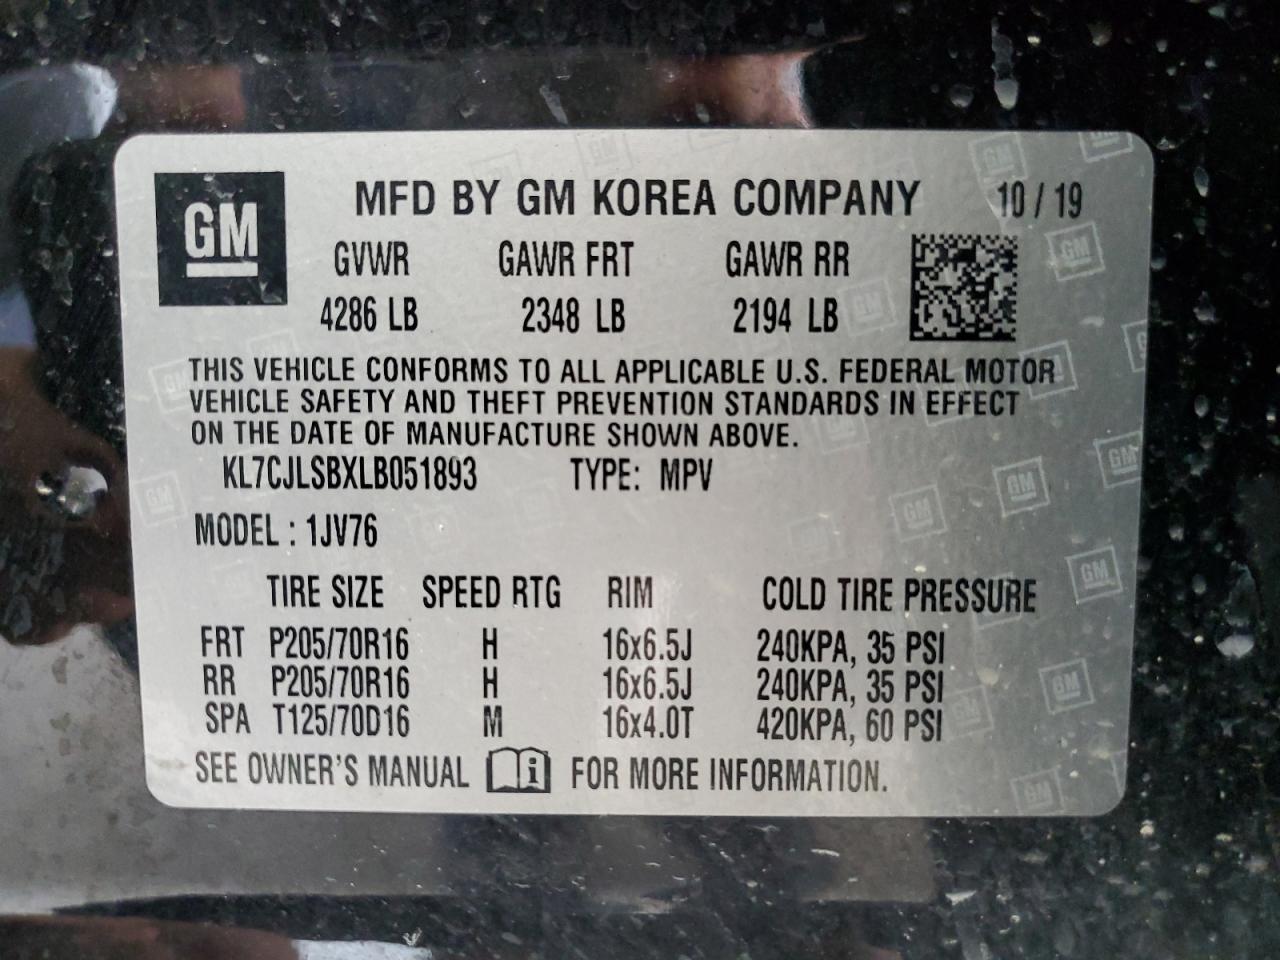 GM
MFD BY GM KOREA COMPANY 10 / 19
GVWR GAWR FRT GAWR RR
4286 LB 2348 LB 2194 LB
THIS VEHICLE CONFORMS TO ALL APPLICABLE U.S. FEDERAL MOTOR
VEHICLE SAFETY AND THEFT PREVENTION STANDARDS IN EFFECT
ON THE DATE OF MANUFACTURE SHOWN ABOVE.
KL7CJLSBXLB051893 TYPE: MPV
MODEL : 1JV76
TIRE SIZE SPEED RTG RIM COLD TIRE PRESSURE
FRT P205/70R16 H 16x6.5J 240KPA, 35 PSI
RR P205/70R16 H 16x6.5J 240KPA, 35 PSI
SPA T125/70D16 M 16x4.0T 420KPA, 60 PSI
SEE OWNER'S MANUAL i FOR MORE INFORMATION.